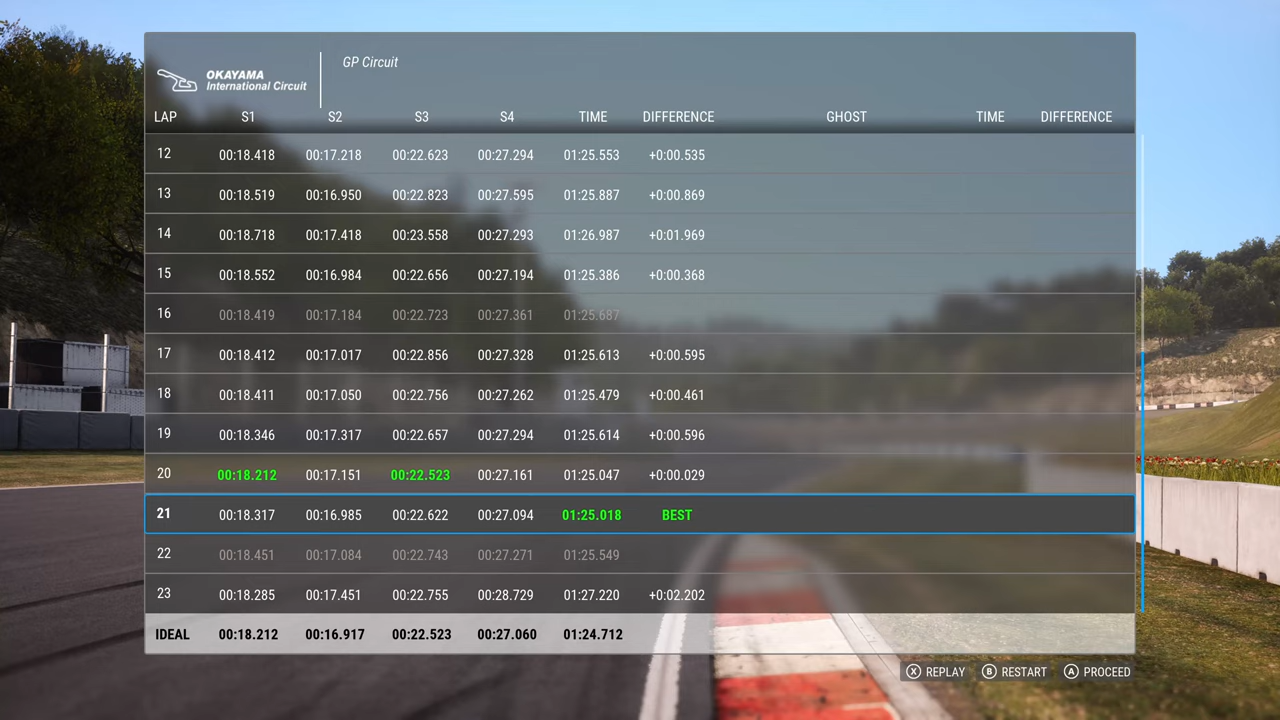 OKAYAMA
International Circuit
GP Circuit
LAP S1 S2 S3 S4 TIME DIFFERENCE GHOST TIME DIFFERENCE
12 00:18.418 00:17.218 00:22.623 00:27.294 01:25.553 +0:00.535
13 00:18.519 00:16.950 00:22.823 00:27.595 01:25.887 +0:00.869
14 00:18.718 00:17.418 00:23.558 00:27.293 01:26.987 +0:01.969
15 00:18.552 00:16.984 00:22.656 00:27.194 01:25.386 +0:00.368
16 00:18.419 00:17.184 00:22.723 00:27.361 01:25.687
17 00:18.412 00:17.017 00:22.856 00:27.328 01:25.613 +0:00.595
18 00:18.411 00:17.050 00:22.756 00:27.262 01:25.479 +0:00.461
19 00:18.346 00:17.317 00:22.657 00:27.294 01:25.614 +0:00.596
20 00:18.212 00:17.151 00:22.523 00:27.161 01:25.047 +0:00.029
21 00:18.317 00:16.985 00:22.622 00:27.094 01:25.018 BEST
22 00:18.451 00:17.084 00:22.743 00:27.271 01:25.549
23 00:18.285 00:17.451 00:22.755 00:28.729 01:27.220 +0:02.202
IDEAL 00:18.212 00:16.917 00:22.523 00:27.060 01:24.712
X REPLAY B RESTART A PROCEED